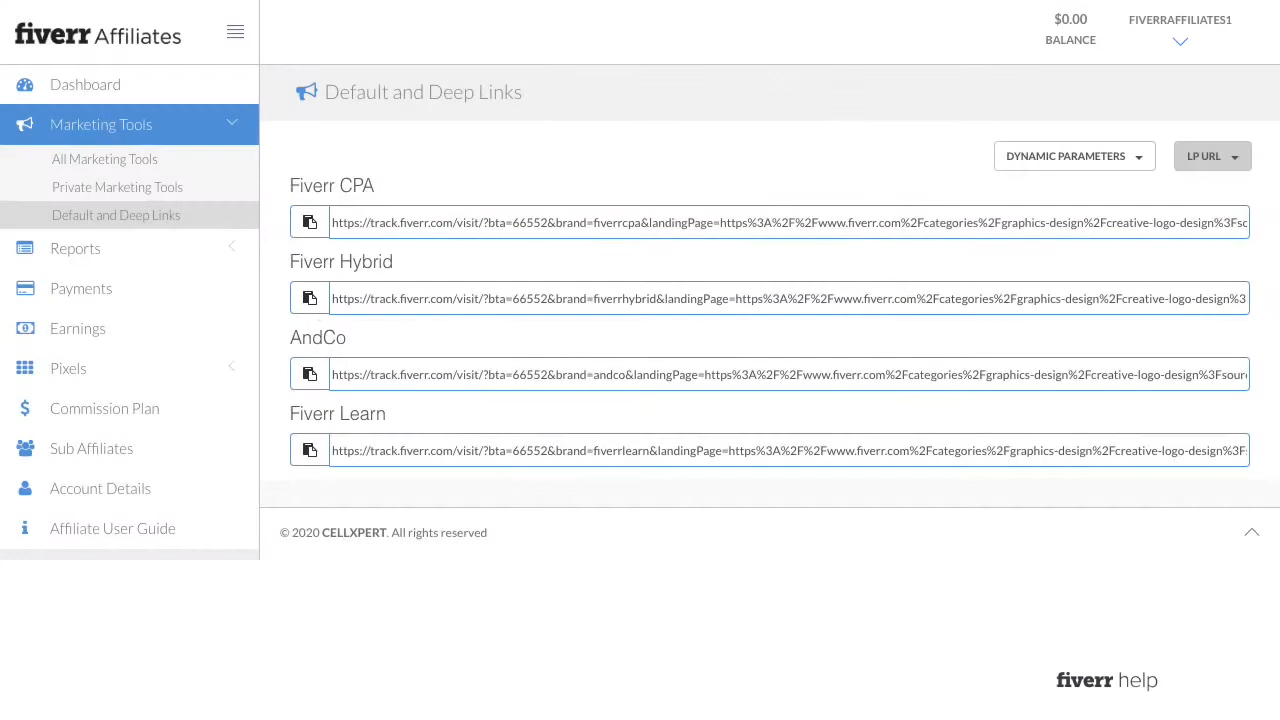 fiverr Affiliates
$0.00
BALANCE
FIVERRAFFILIATES1
Dashboard
Marketing Tools
All Marketing Tools
Private Marketing Tools
Default and Deep Links
Reports
Payments
Earnings
Pixels
Commission Plan
Sub Affiliates
Account Details
Affiliate User Guide
Default and Deep Links
DYNAMIC PARAMETERS
LP URL
Fiverr CPA
https://track.fiverr.com/visit/?bta=66552&brand=fiverrcpa&landingPage=https%3A%2F%2Fwww.fiverr.com%2Fcategories%2Fgraphics-design%2Fcreative-logo-design%3Fso
Fiverr Hybrid
https://track.fiverr.com/visit/?bta=66552&brand=fiverrhybrid&landingPage=https%3A%2F%2Fwww.fiverr.com%2Fcategories%2Fgraphics-design%2Fcreative-logo-design%3
AndCo
https://track.fiverr.com/visit/?bta=66552&brand=andco&landingPage=https%3A%2F%2Fwww.fiverr.com%2Fcategories%2Fgraphics-design%2Fcreative-logo-design%3Fsour
Fiverr Learn
https://track.fiverr.com/visit/?bta=66552&brand=fiverrlearn&landingPage=https%3A%2F%2Fwww.fiverr.com%2Fcategories%2Fgraphics-design%2Fcreative-logo-design%3F
© 2020 CELLXPERT. All rights reserved
fiverr help